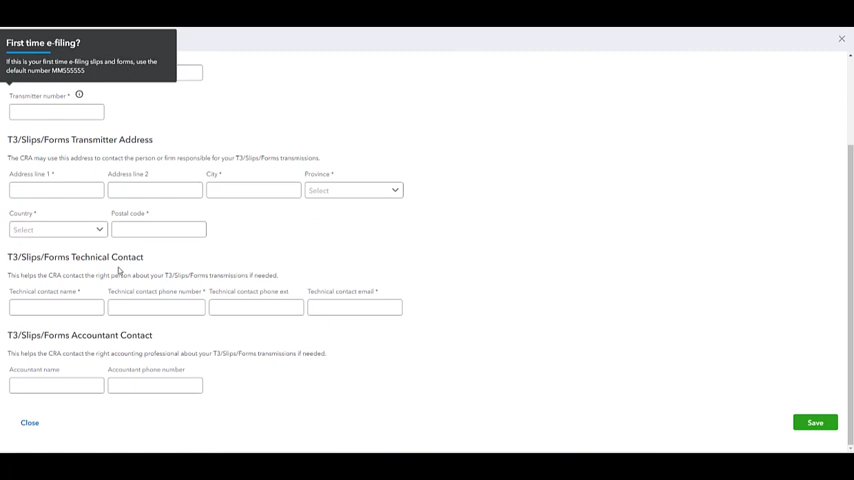 First time e-filing?
If this is your first time e-filing slips and forms, use the
default number MM555555
Transmitter number *
T3/Slips/Forms Transmitter Address
The CRA may use this address to contact the person or firm responsible for your T3/Slips/Forms transmissions.
Address line 1 * Address line 2 City * Province *
Select
Country * Postal code *
Select
T3/Slips/Forms Technical Contact
This helps the CRA contact the right person about your T3/Slips/Forms transmissions if needed.
Technical contact name * Technical contact phone number * Technical contact phone ext Technical contact email *
T3/Slips/Forms Accountant Contact
This helps the CRA contact the right accounting professional about your T3/Slips/Forms transmissions if needed.
Accountant name Accountant phone number
Close Save